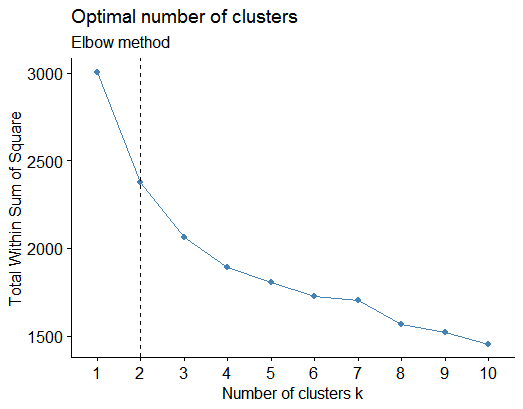 Optimal number of clusters
Elbow method
3000
2500
2000
1500
Total Within Sum of Square
1 2 3 4 5 6 7 8 9 10
Number of clusters k